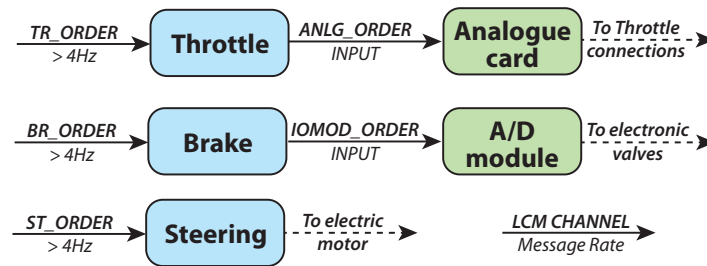 TR_ORDER
> 4Hz
Throttle
ANLG_ORDER
INPUT
Analogue
card
To Throttle
connections
BR_ORDER
> 4Hz
Brake
IOMOD_ORDER
INPUT
A/D
module
To electronic
valves
ST_ORDER
> 4Hz
Steering
To electric
motor
LCM CHANNEL
Message Rate